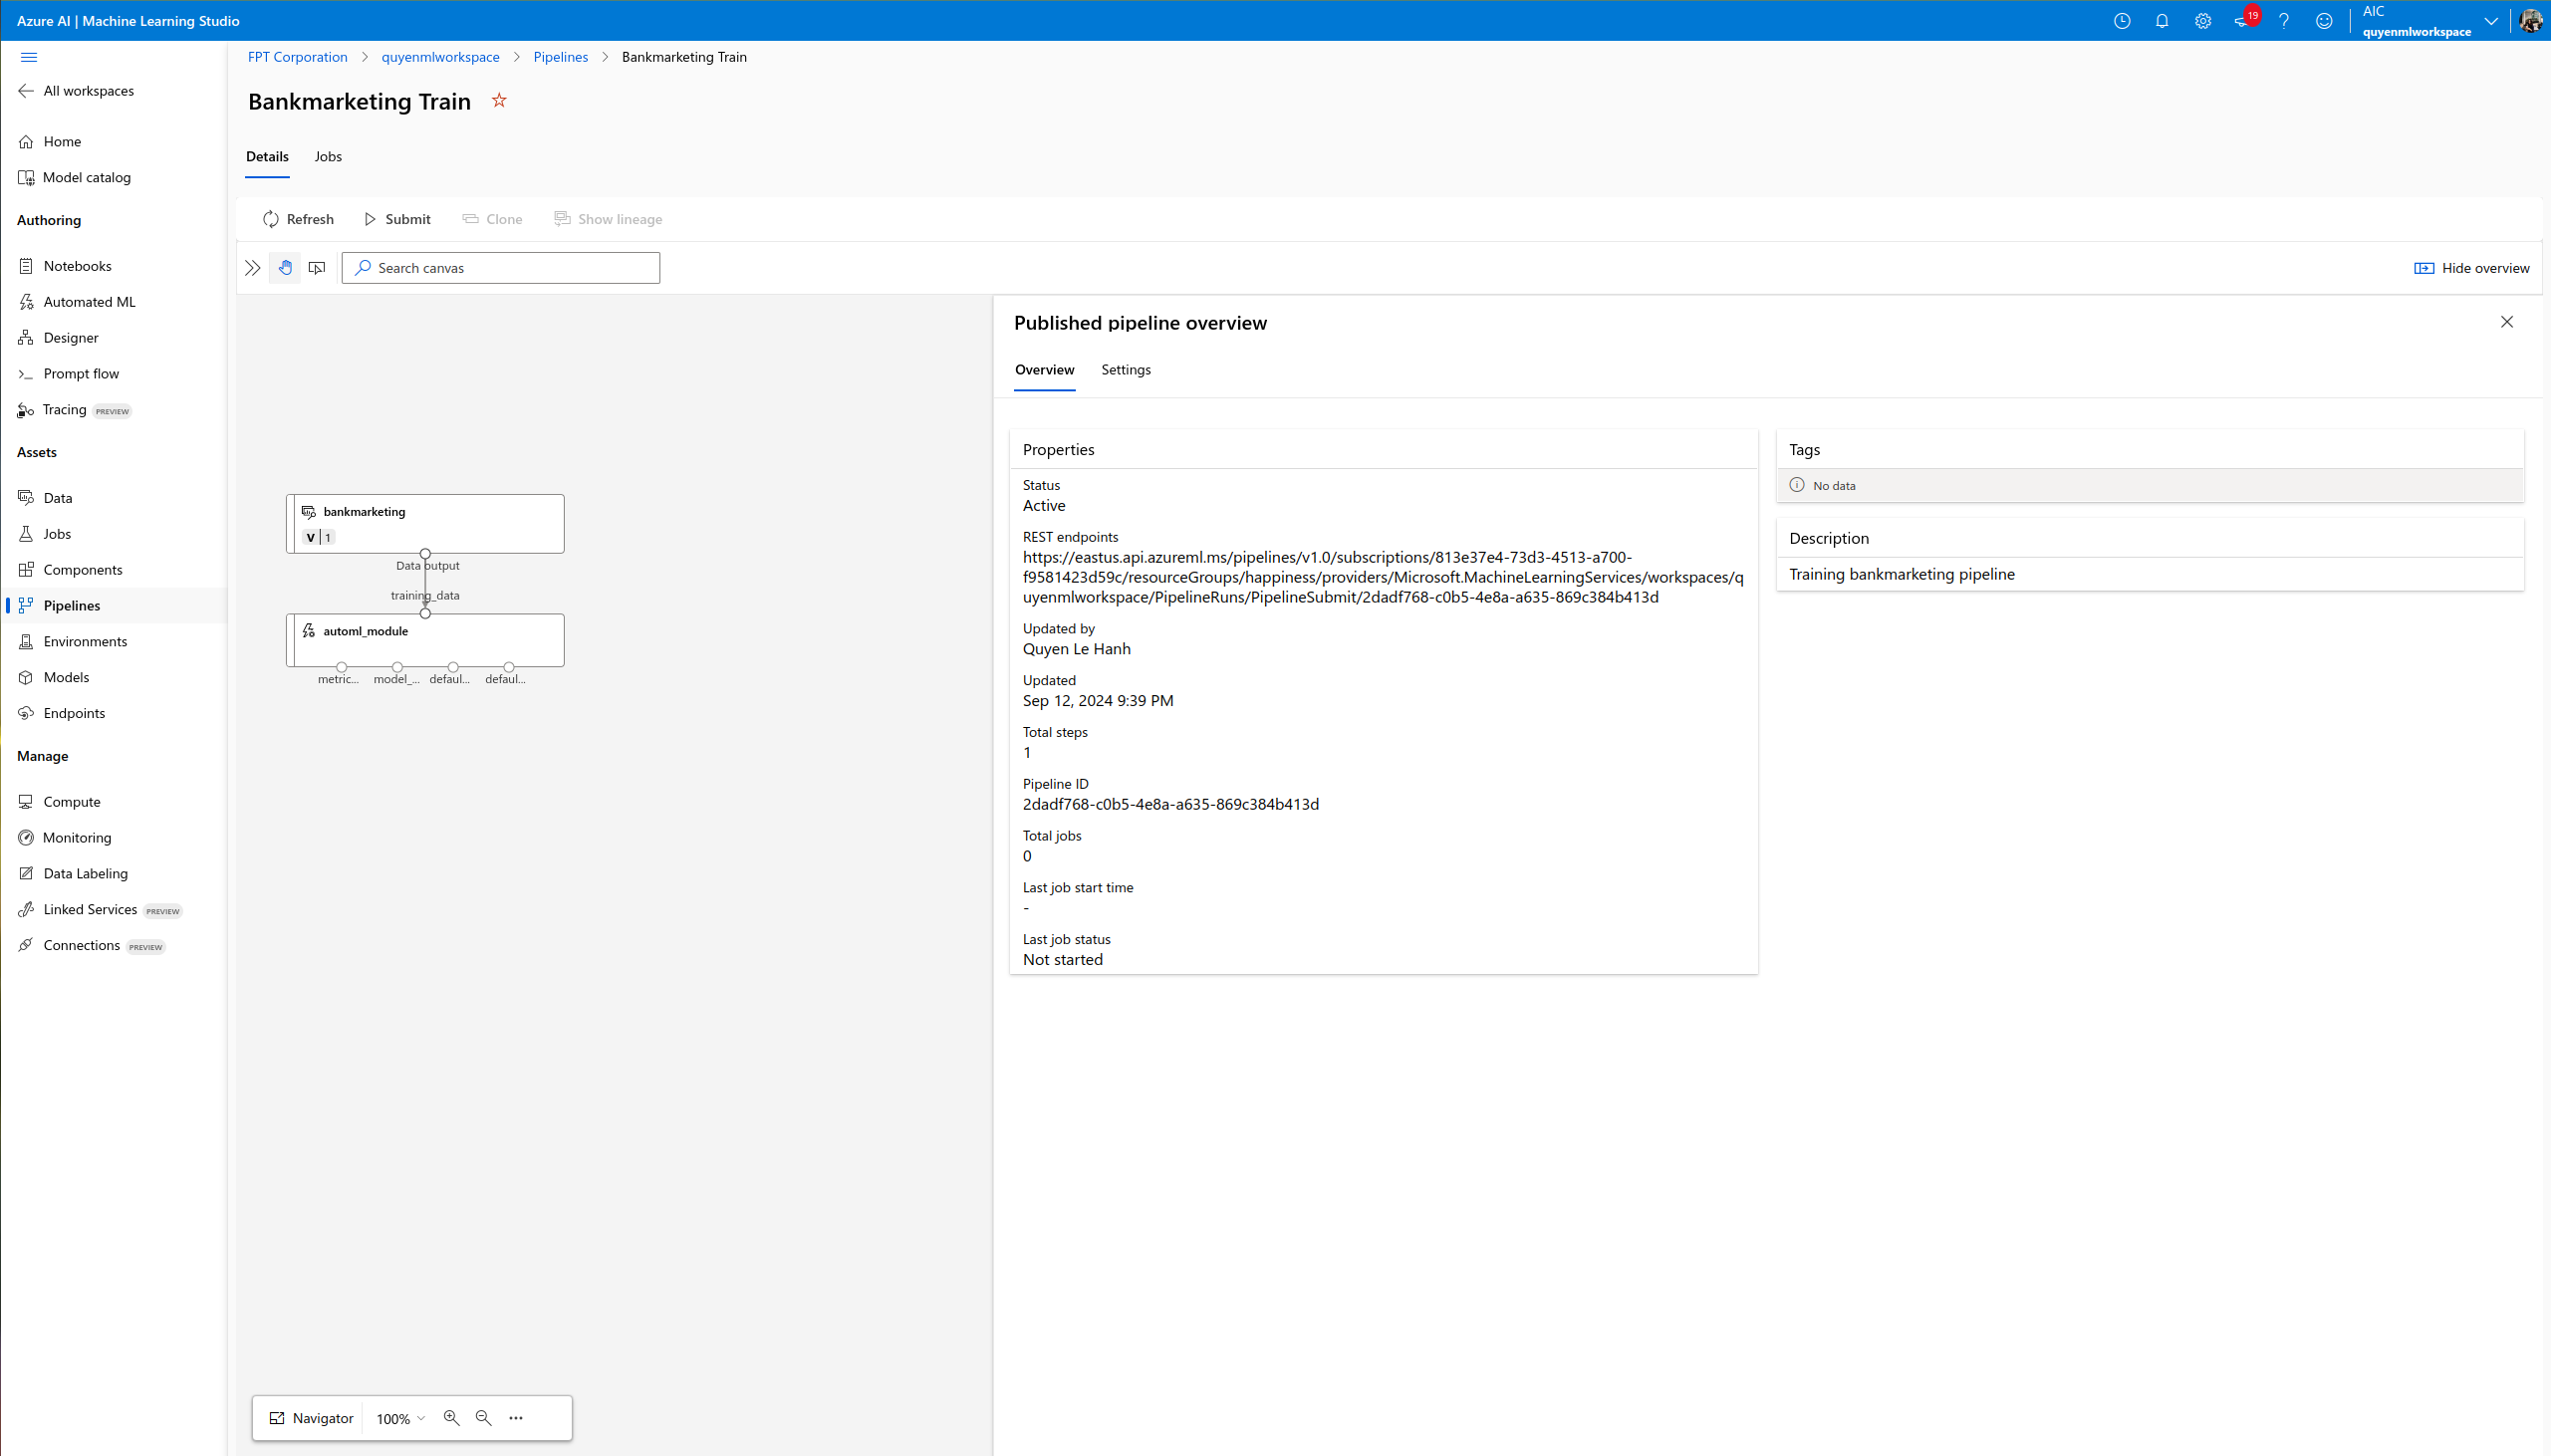 Azure AI | Machine Learning Studio
19
AIC
quyenmlworkspace
All workspaces
Home
Model catalog
Authoring
Notebooks
Automated ML
Designer
Prompt flow
Tracing PREVIEW
Assets
Data
Jobs
Components
Pipelines
Environments
Models
Endpoints
Manage
Compute
Monitoring
Data Labeling
Linked Services PREVIEW
Connections PREVIEW
FPT Corporation > quyenmlworkspace > Pipelines > Bankmarketing Train
Bankmarketing Train
Details Jobs
Refresh Submit Clone Show lineage
Search canvas
Hide overview
bankmarketing
V | 1
Data output
training_data
automl_module
metric... model_... defaul... defaul...
Navigator 100% ...
Published pipeline overview
Overview Settings
Properties
Status
Active
REST endpoints
https://eastus.api.azureml.ms/pipelines/v1.0/subscriptions/813e37e4-73d3-4513-a700-
f9581423d59c/resourceGroups/happiness/providers/Microsoft.MachineLearningServices/workspaces/q
uyenmlworkspace/PipelineRuns/PipelineSubmit/2dadf768-c0b5-4e8a-a635-869c384b413d
Updated by
Quyen Le Hanh
Updated
Sep 12, 2024 9:39 PM
Total steps
1
Pipeline ID
2dadf768-c0b5-4e8a-a635-869c384b413d
Total jobs
0
Last job start time
-
Last job status
Not started
Tags
No data
Description
Training bankmarketing pipeline